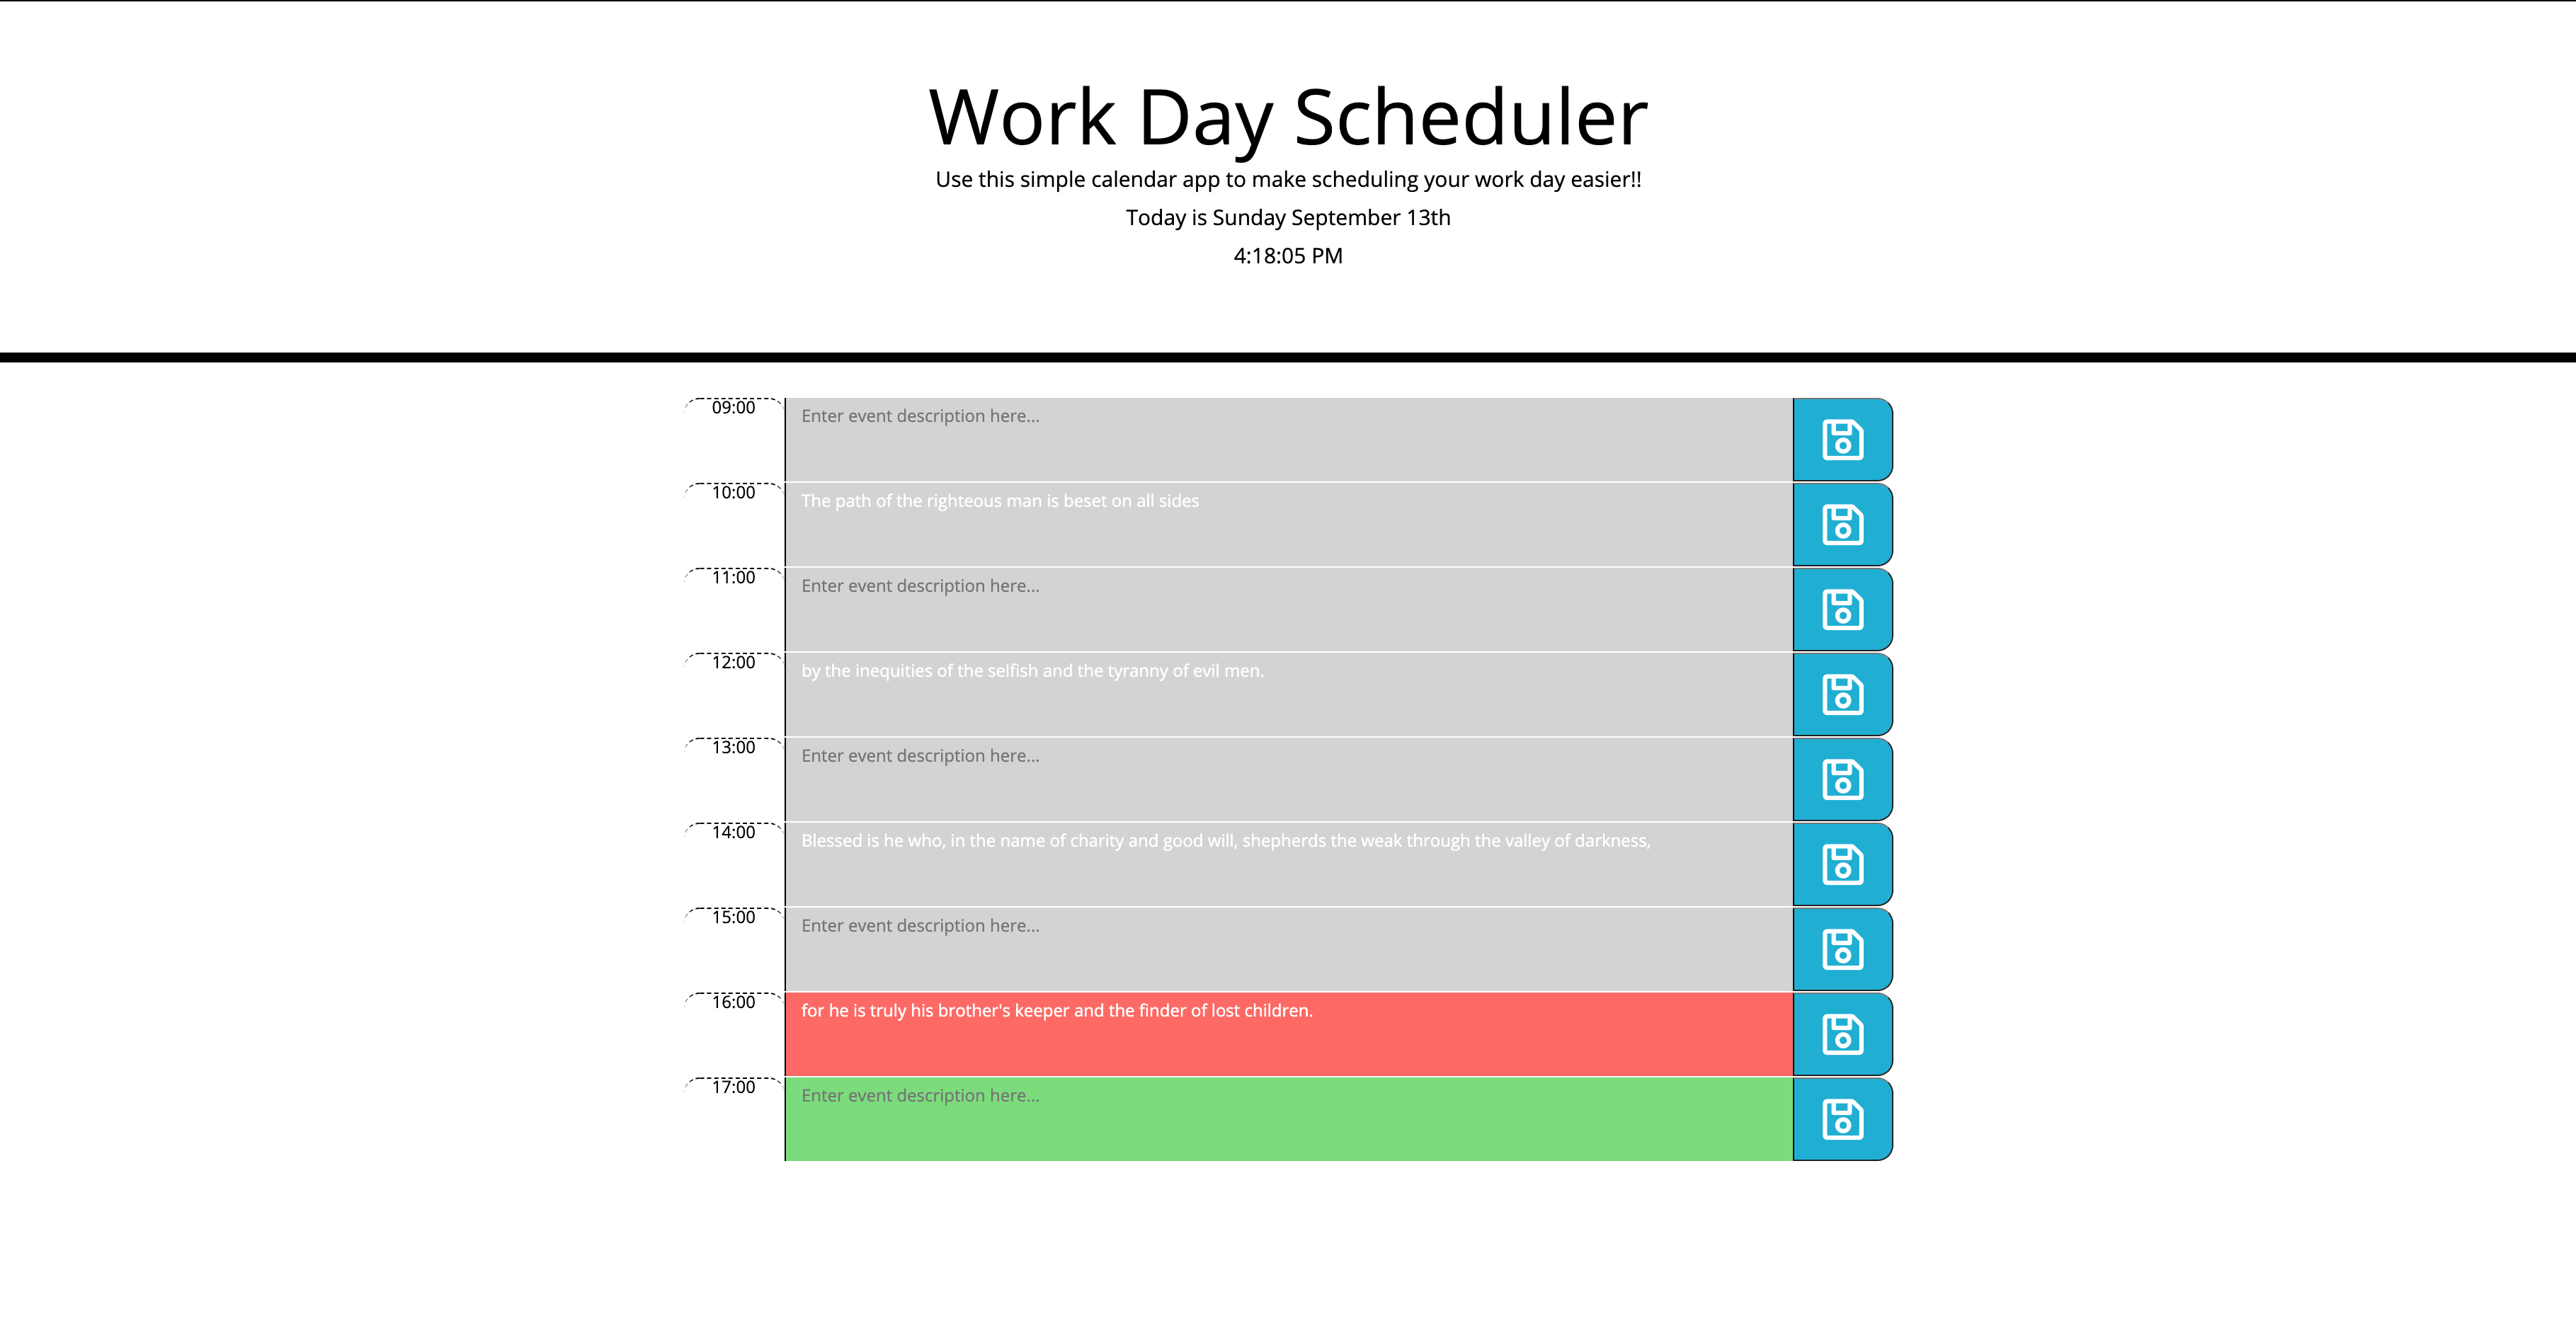 Work Day Scheduler
Use this simple calendar app to make scheduling your work day easier!!
Today is Sunday September 13th
4:18:05 PM
09:00 Enter event description here...
10:00 The path of the righteous man is beset on all sides
11:00 Enter event description here...
12:00 by the inequities of the selfish and the tyranny of evil men.
13:00 Enter event description here...
14:00 Blessed is he who, in the name of charity and good will, shepherds the weak through the valley of darkness,
15:00 Enter event description here...
16:00 for he is truly his brother's keeper and the finder of lost children.
17:00 Enter event description here...